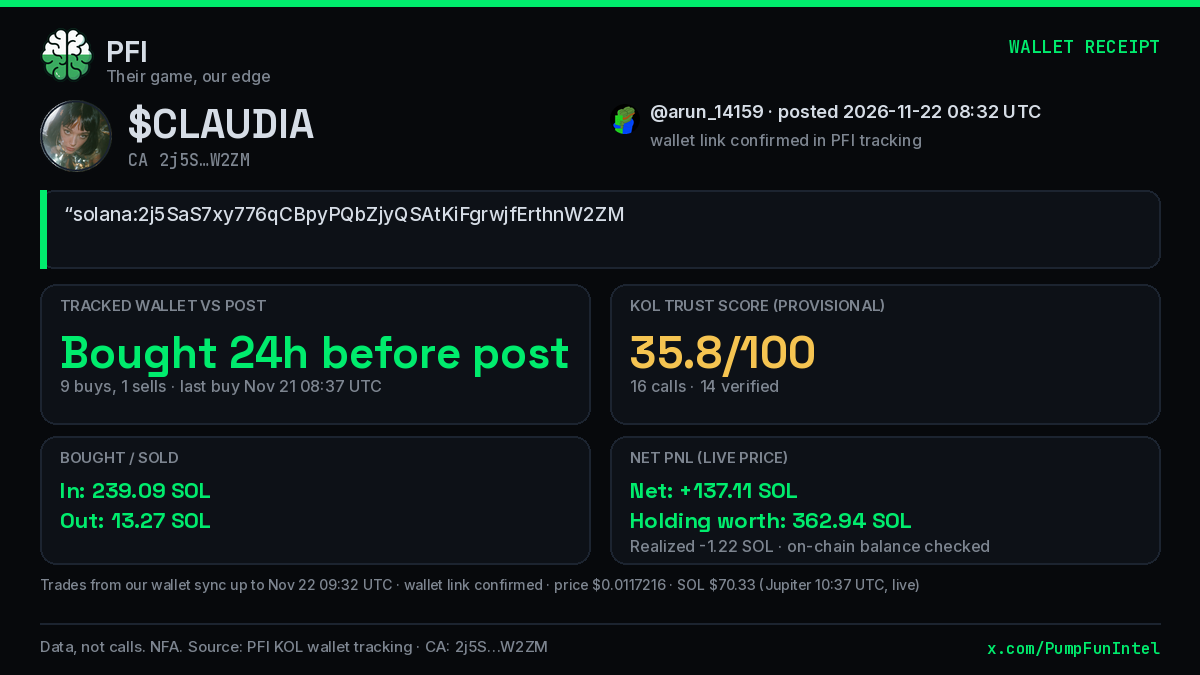 PFI
Their game, our edge
WALLET RECEIPT
$CLAUDIA
CA 2j5S…W2ZM
@arun_14159 · posted 2026-11-22 08:32 UTC
wallet link confirmed in PFI tracking
“solana:2j5SaS7xy776qCBpyPQbZjyQSAtKiFgrwjfErthnW2ZM
TRACKED WALLET VS POST
Bought 24h before post
9 buys, 1 sells · last buy Nov 21 08:37 UTC
KOL TRUST SCORE (PROVISIONAL)
35.8/100
16 calls · 14 verified
BOUGHT / SOLD
In: 239.09 SOL
Out: 13.27 SOL
NET PNL (LIVE PRICE)
Net: +137.11 SOL
Holding worth: 362.94 SOL
Realized -1.22 SOL · on-chain balance checked
Trades from our wallet sync up to Nov 22 09:32 UTC · wallet link confirmed · price $0.0117216 · SOL $70.33 (Jupiter 10:37 UTC, live)
Data, not calls. NFA. Source: PFI KOL wallet tracking · CA: 2j5S…W2ZM
x.com/PumpFunIntel